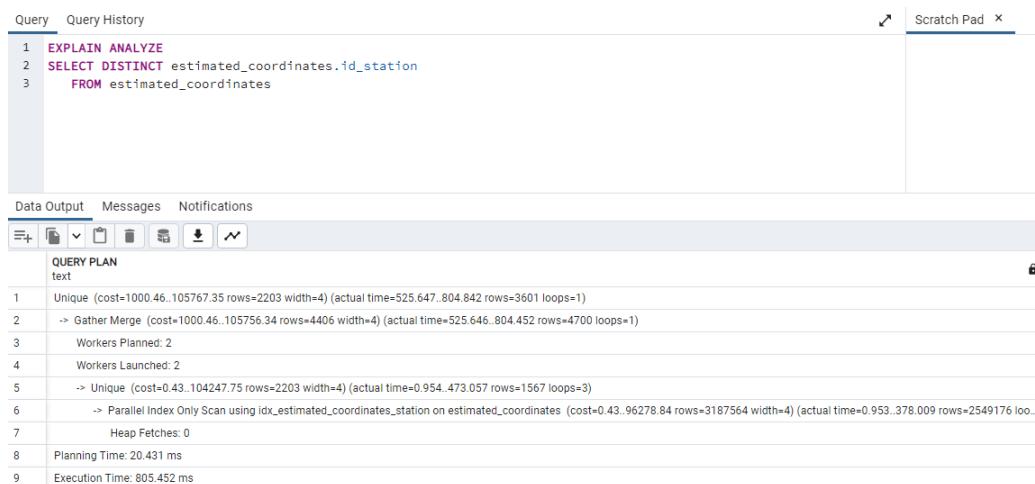 Query Query History Scratch Pad ×
1 EXPLAIN ANALYZE
2 SELECT DISTINCT estimated_coordinates.id_station
3 FROM estimated_coordinates
Data Output Messages Notifications
QUERY PLAN
text
1 Unique (cost=1000.46..105767.35 rows=2203 width=4) (actual time=525.647..804.842 rows=3601 loops=1)
2 -> Gather Merge (cost=1000.46..105756.34 rows=4406 width=4) (actual time=525.646..804.452 rows=4700 loops=1)
3 Workers Planned: 2
4 Workers Launched: 2
5 -> Unique (cost=0.43..104247.75 rows=2203 width=4) (actual time=0.954..473.057 rows=1567 loops=3)
6 -> Parallel Index Only Scan using idx_estimated_coordinates_station on estimated_coordinates (cost=0.43..96278.84 rows=3187564 width=4) (actual time=0.953..378.009 rows=2549176 loo...
7 Heap Fetches: 0
8 Planning Time: 20.431 ms
9 Execution Time: 805.452 ms